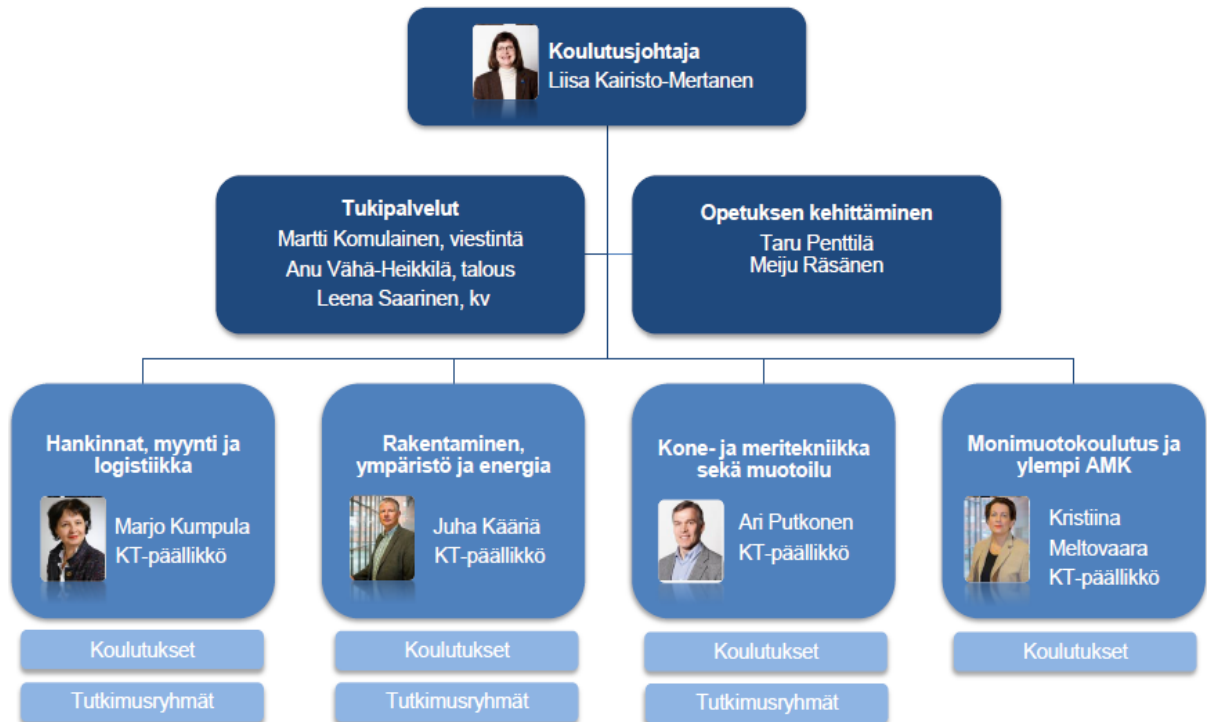 Koulutusjohtaja
Liisa Kairisto-Mertanen
Tukipalvelut
Martti Komulainen, viestintä
Anu Vähä-Heikkilä, talous
Leena Saarinen, kv
Opetuksen kehittäminen
Taru Penttilä
Meiju Räsänen
Hankinnat, myynti ja
logistiikka
Marjo Kumpula
KT-päällikkö
Koulutukset
Tutkimusryhmät
Rakentaminen,
ympäristö ja energia
Juha Kääriä
KT-päällikkö
Koulutukset
Tutkimusryhmät
Kone- ja meritekniikka
sekä muotoilu
Ari Putkonen
KT-päällikkö
Koulutukset
Tutkimusryhmät
Monimuotokoulutus ja
ylempi AMK
Kristiina
Meltovaara
KT-päällikkö
Koulutukset